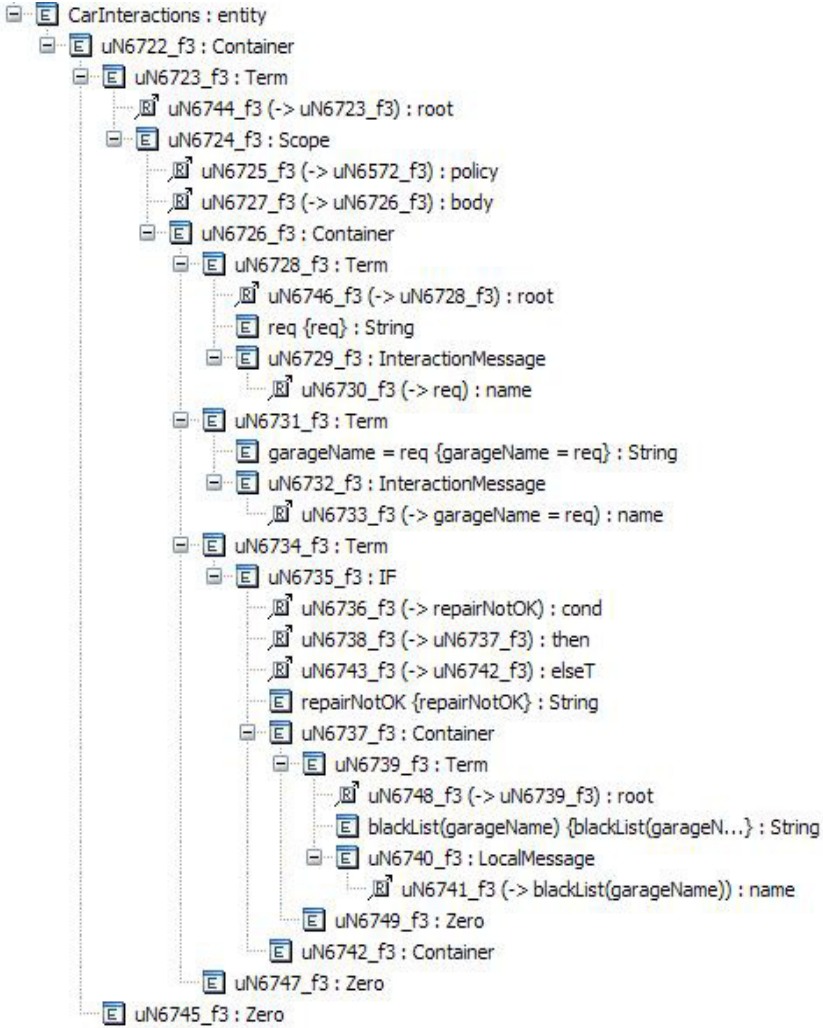 CarInteractions : entity
uN6722_f3 : Container
uN6723_f3 : Term
uN6744_f3 (-> uN6723_f3) : root
uN6724_f3 : Scope
uN6725_f3 (-> uN6572_f3) : policy
uN6727_f3 (-> uN6726_f3) : body
uN6726_f3 : Container
uN6728_f3 : Term
uN6746_f3 (-> uN6728_f3) : root
req {req} : String
uN6729_f3 : InteractionMessage
uN6730_f3 (-> req) : name
uN6731_f3 : Term
garageName = req {garageName = req} : String
uN6732_f3 : InteractionMessage
uN6733_f3 (-> garageName = req) : name
uN6734_f3 : Term
uN6735_f3 : IF
uN6736_f3 (-> repairNotOK) : cond
uN6738_f3 (-> uN6737_f3) : then
uN6743_f3 (-> uN6742_f3) : elseT
repairNotOK {repairNotOK} : String
uN6737_f3 : Container
uN6739_f3 : Term
uN6748_f3 (-> uN6739_f3) : root
blackList(garageName) {blackList(garageN...} : String
uN6740_f3 : LocalMessage
uN6741_f3 (-> blackList(garageName)) : name
uN6749_f3 : Zero
uN6742_f3 : Container
uN6747_f3 : Zero
uN6745_f3 : Zero